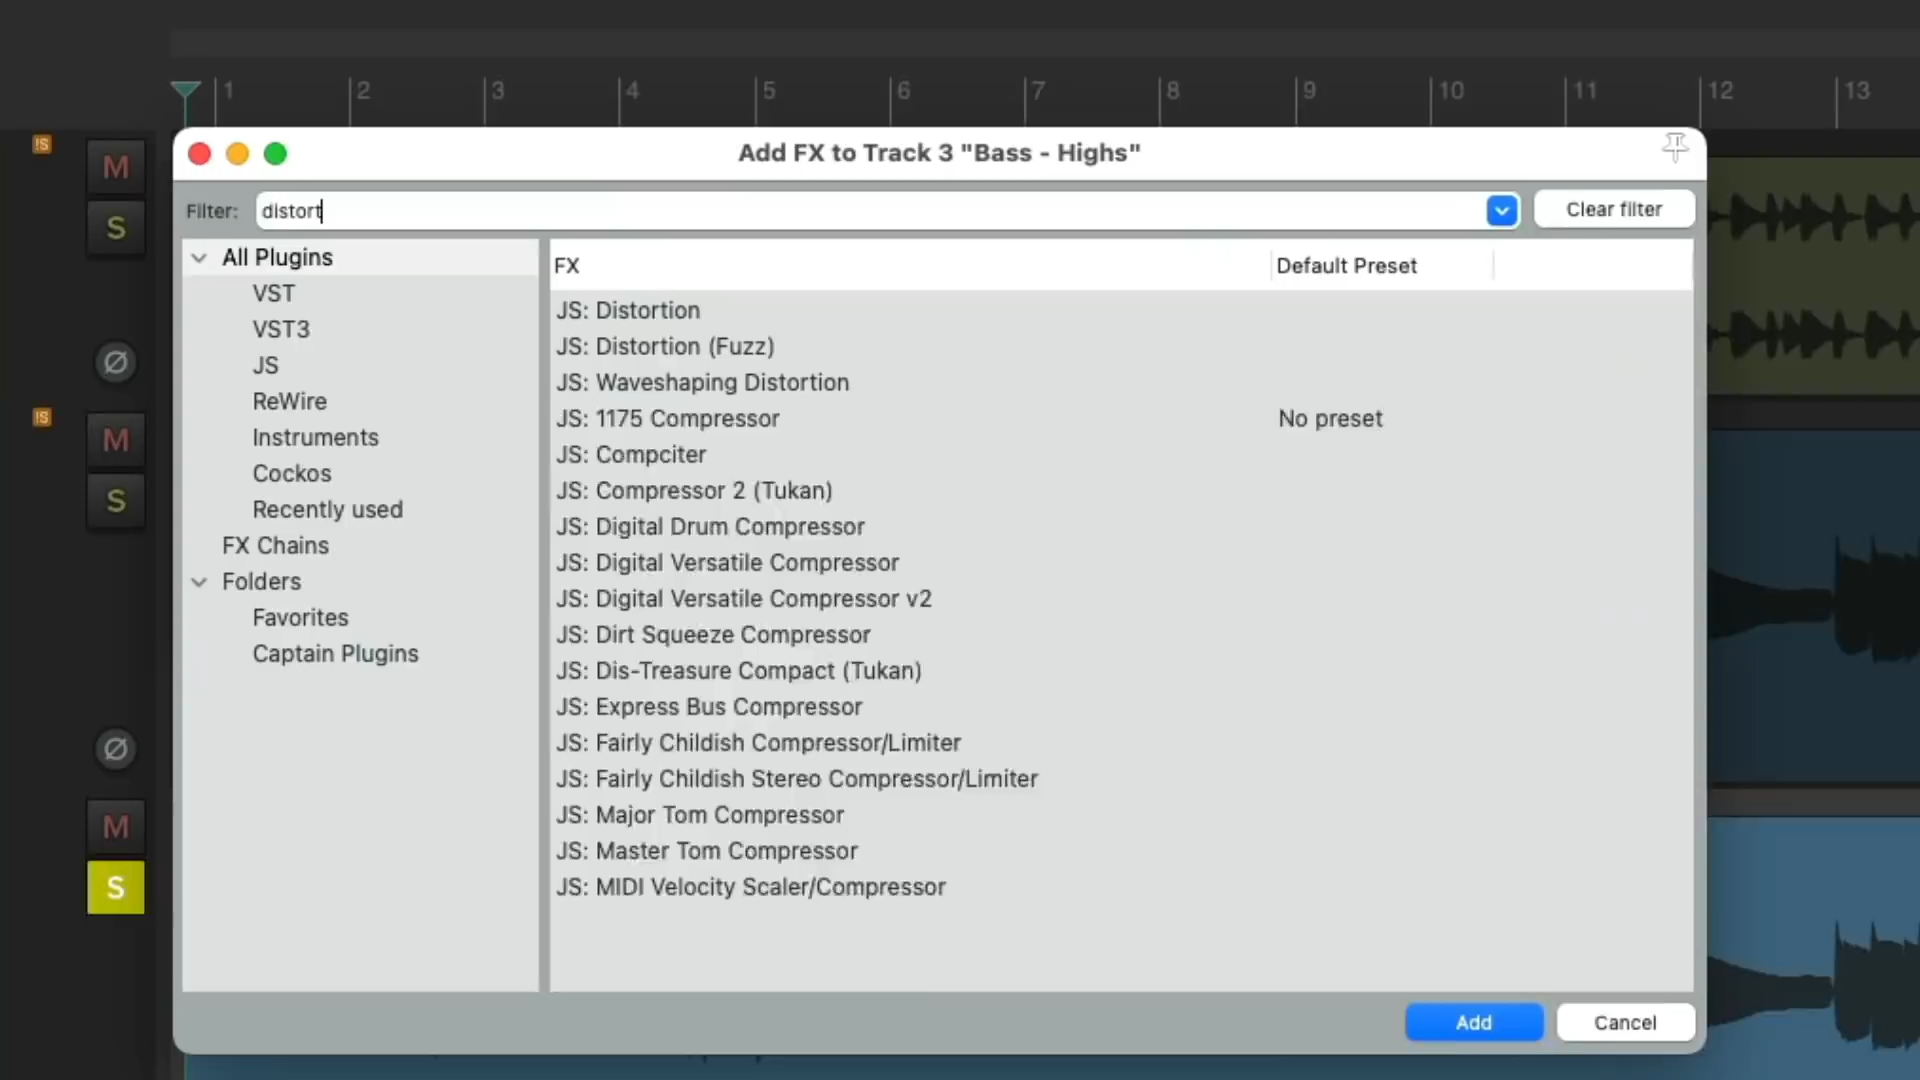 1 2 3 4 5 6 7 8 9 10 11 12 13
Add FX to Track 3 "Bass - Highs"
Filter: distort Clear filter
All Plugins
VST
VST3
JS
ReWire
Instruments
Cockos
Recently used
FX Chains
Folders
Favorites
Captain Plugins
FX Default Preset
JS: Distortion
JS: Distortion (Fuzz)
JS: Waveshaping Distortion
JS: 1175 Compressor No preset
JS: Compciter
JS: Compressor 2 (Tukan)
JS: Digital Drum Compressor
JS: Digital Versatile Compressor
JS: Digital Versatile Compressor v2
JS: Dirt Squeeze Compressor
JS: Dis-Treasure Compact (Tukan)
JS: Express Bus Compressor
JS: Fairly Childish Compressor/Limiter
JS: Fairly Childish Stereo Compressor/Limiter
JS: Major Tom Compressor
JS: Master Tom Compressor
JS: MIDI Velocity Scaler/Compressor
Add Cancel
M
S
Ø
M
S
Ø
M
S